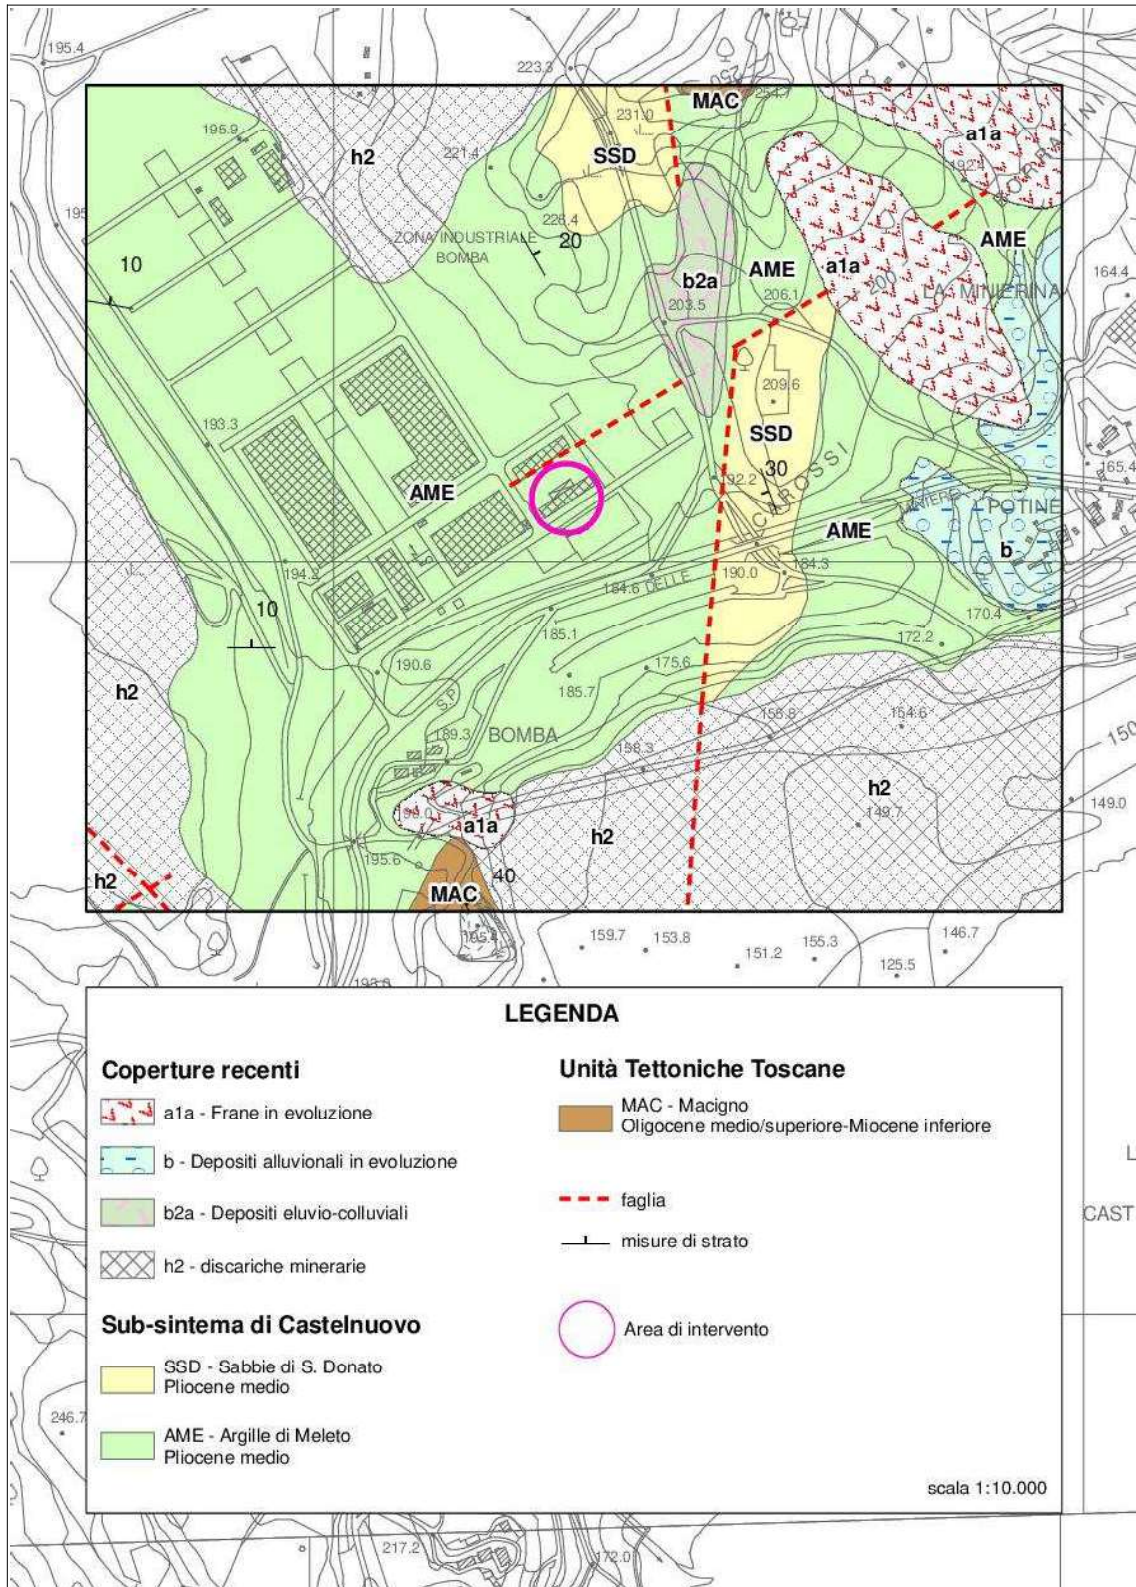 195.4
223.3
250
254.7
MAC
231.0
196.9
h2
a1a
SSD
221.4
192.1
226.4
ZONA INDUSTRIALE
BOMBA
20
AME
AME
10
b2a
a1a
200
164.4
206.1
LA MINIERINA
203.5
209.6
193.3
SSD
30
192.2
165.4
AME
ROSSI
POTINE
AME
b
194.2
190.0
184.3
184.6 DELLE
10
185.1
170.4
172.2
190.6
175.6
185.7
h2
S.P.
154.6
189.3
BOMBA
150
158.3
h2
149.7
149.0
a1a
h2
195.6
h2
40
MAC
159.7
153.8
155.3
146.7
151.2
125.5
LEGENDA
Coperture recenti
a1a - Frane in evoluzione
b - Depositi alluvionali in evoluzione
b2a - Depositi eluvio-colluviali
h2 - discariche minerarie
Sub-sintema di Castelnuovo
SSD - Sabbie di S. Donato
Pliocene medio
AME - Argille di Meleto
Pliocene medio
Unità Tettoniche Toscane
MAC - Macigno
Oligocene medio/superiore-Miocene inferiore
faglia
misure di strato
Area di intervento
scala 1:10.000
L
CAST
246.7
217.2
172.0